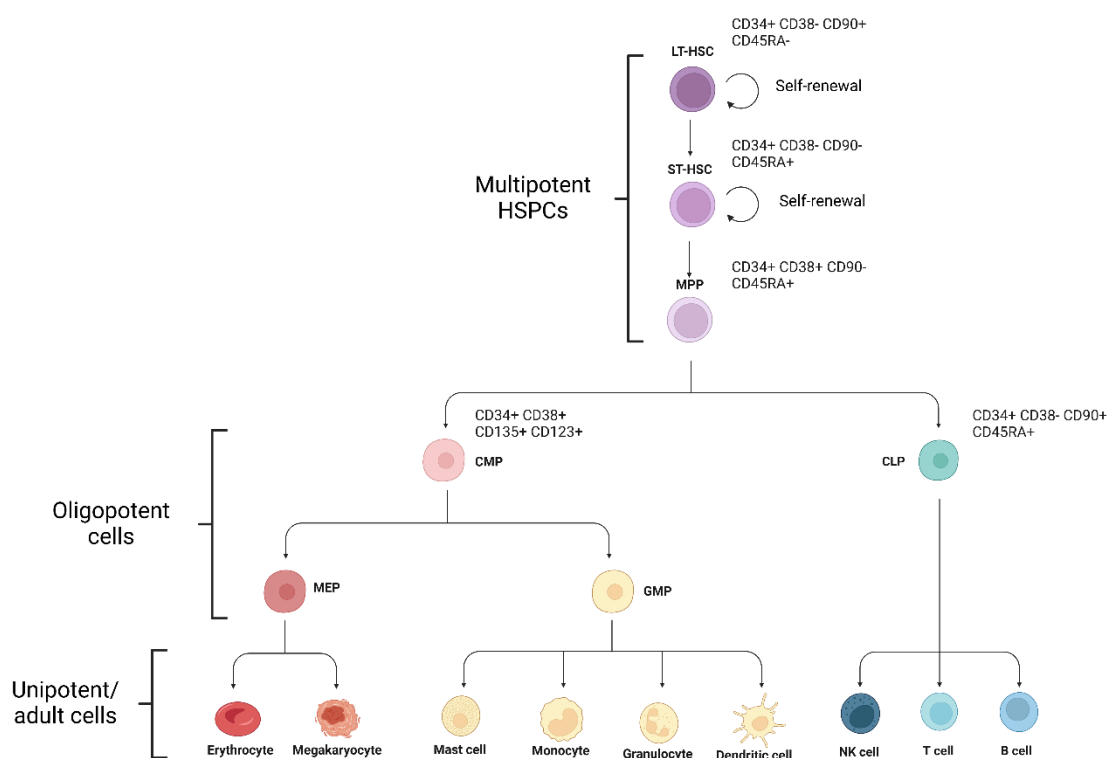 CD34+ CD38- CD90+
CD45RA-
LT-HSC
Self-renewal
CD34+ CD38- CD90-
CD45RA+
ST-HSC
Multipotent
HSPCs
Self-renewal
CD34+ CD38+ CD90-
CD45RA+
MPP
CD34+ CD38+
CD135+ CD123+
CMP
CD34+ CD38- CD90+
CD45RA+
CLP
Oligopotent
cells
MEP
GMP
Unipotent/
adult cells
Erythrocyte
Megakaryocyte
Mast cell
Monocyte
Granulocyte
Dendritic cell
NK cell
T cell
B cell